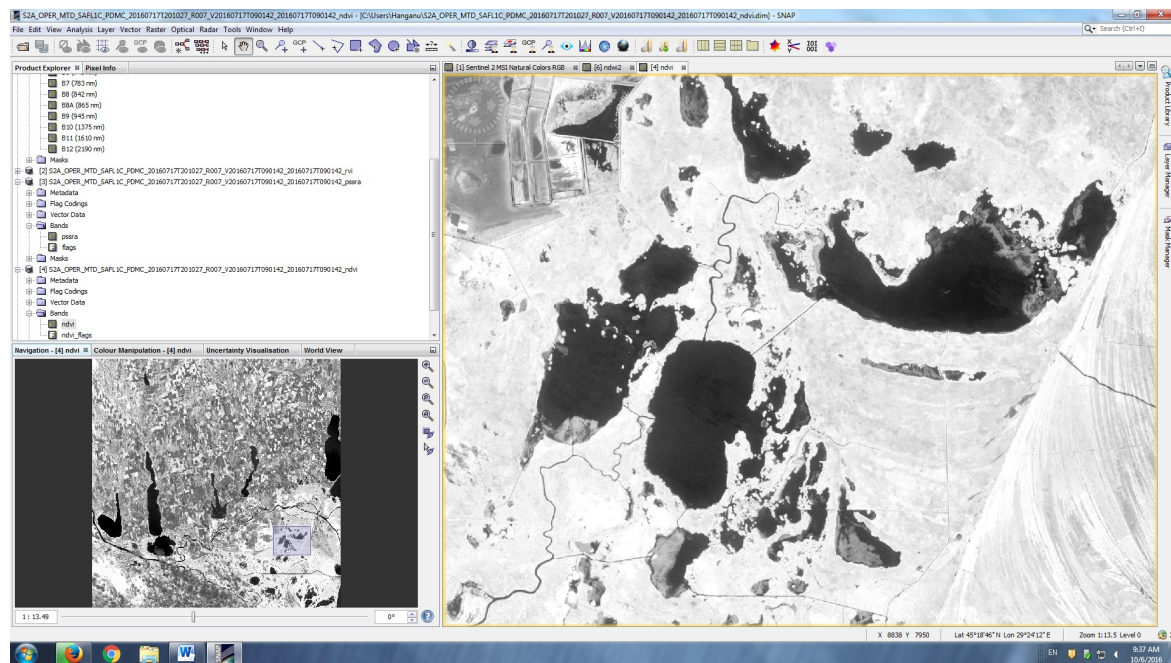 S2A_OPER_MTD_SAFL1C_PDMC_20160717T201027_R007_V20160717T090142_20160717T090142_ndvi - [C:\Users\Hanganu\S2A_OPER_MTD_SAFL1C_PDMC_20160717T201027_R007_V20160717T090142_20160717T090142_ndvi.dim] - SNAP
File Edit View Analysis Layer Vector Raster Optical Radar Tools Window Help
Search (Ctrl+I)
GCP
GCP
GCP
Product Explorer Pixel Info
[1] Sentinel 2 MSI Natural Colors RGB
[6] ndwi2
[4] ndvi
B7 (783 nm)
B8 (842 nm)
B8A (865 nm)
B9 (945 nm)
B10 (1375 nm)
B11 (1610 nm)
B12 (2190 nm)
Masks
[2] S2A_OPER_MTD_SAFL1C_PDMC_20160717T201027_R007_V20160717T090142_20160717T090142_rvi
[3] S2A_OPER_MTD_SAFL1C_PDMC_20160717T201027_R007_V20160717T090142_20160717T090142_pssra
Metadata
Flag Codings
Vector Data
Bands
pssra
flags
Masks
[4] S2A_OPER_MTD_SAFL1C_PDMC_20160717T201027_R007_V20160717T090142_20160717T090142_ndvi
Metadata
Flag Codings
Vector Data
Bands
ndvi
ndvi_flags
Product Library
Layer Manager
Mask Manager
Navigation - [4] ndvi Colour Manipulation - [4] ndvi Uncertainty Visualisation World View
1 : 13.49
0°
X 8838 Y 7950 Lat 45°18'46" N Lon 29°24'12" E Zoom 1:13.5 Level 0
EN
9:37 AM
10/6/2016